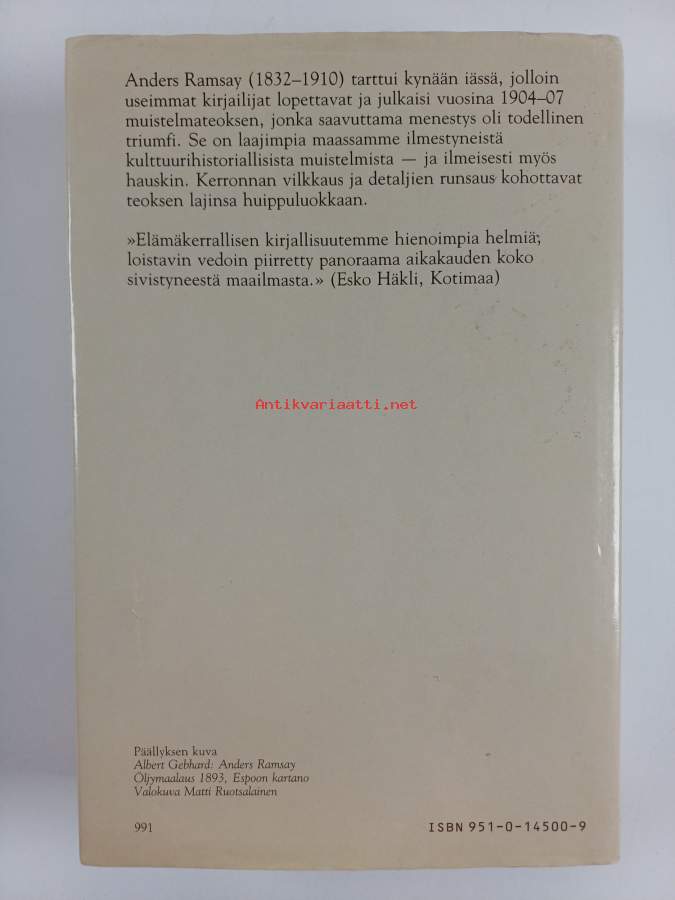 Anders Ramsay (1832–1910) tarttui kynään iässä, jolloin
useimmat kirjailijat lopettavat ja julkaisi vuosina 1904–07
muistelmateoksen, jonka saavuttama menestys oli todellinen
triumfi. Se on laajimpia maassamme ilmestyneistä
kulttuurihistoriallisista muistelmista — ja ilmeisesti myös
hauskin. Kerronnan vilkkaus ja detaljien runsaus kohottavat
teoksen lajinsa huippuluokkaan.
»Elämäkerrallisen kirjallisuutemme hienoimpia helmiä;
loistavin vedoin piirretty panoraama aikakauden koko
sivistyneestä maailmasta.» (Esko Häkli, Kotimaa)
Antikvariaatti.net
Päällyksen kuva
Albert Gebhard: Anders Ramsay
Öljymaalaus 1893, Espoon kartano
Valokuva Matti Ruotsalainen
991
ISBN 951-0-14500-9